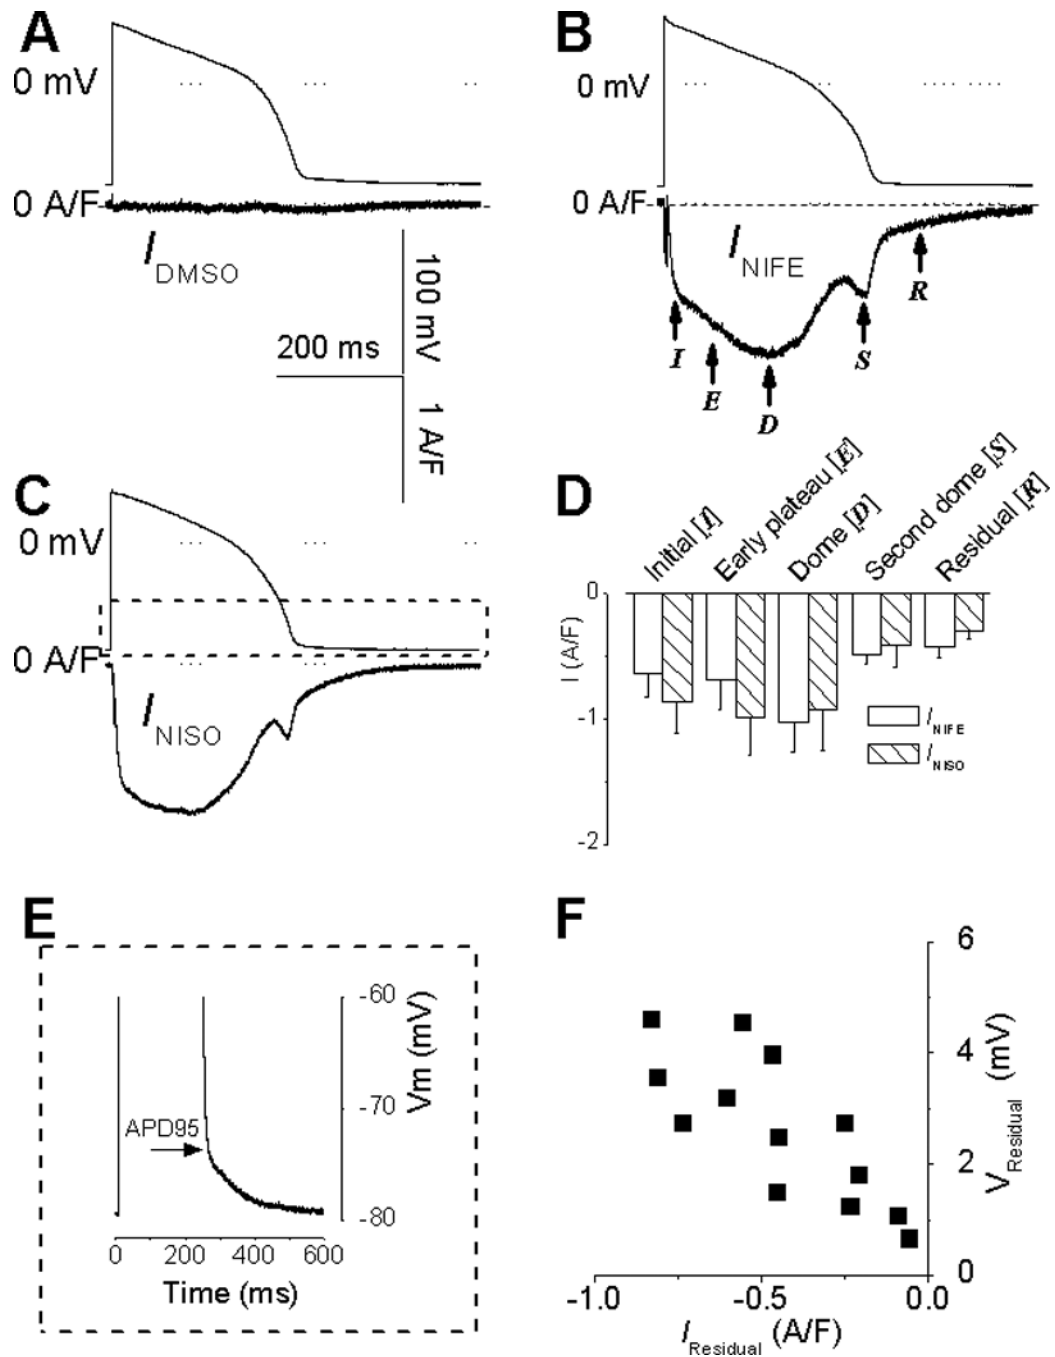 A
0 mV
0 A/F
I DMSO
100 mV
200 ms
1 A/F
B
0 mV
0 A/F
I NIFE
I
E
D
S
R
C
0 mV
0 A/F
I NISO
D
Initial [I]
Early plateau [E]
Dome [D]
Second dome [S]
Residual [R]
0
-1
-2
I (A/F)
I NIFE
I NISO
E
-60
-70
-80
Vm (mV)
APD95
0 200 400 600
Time (ms)
F
6
4
2
0
V Residual (mV)
-1.0 -0.5 0.0
I Residual (A/F)